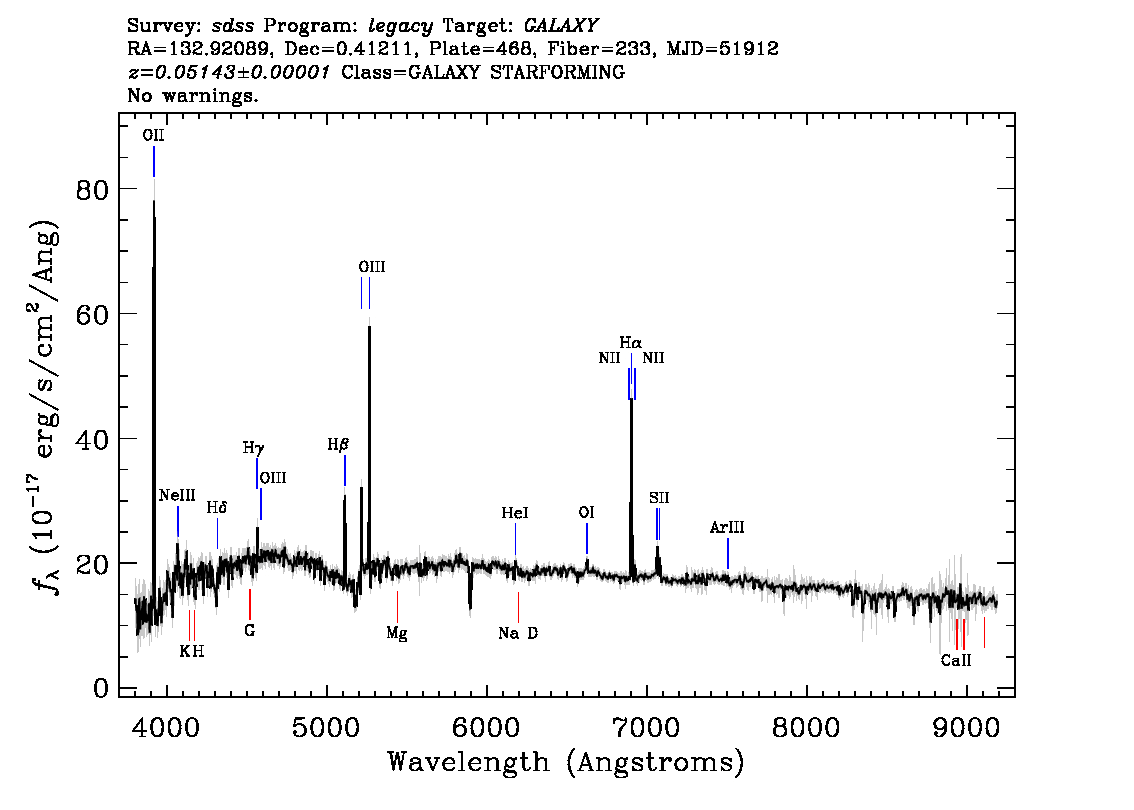 Survey: sdss Program: legacy Target: GALAXY
RA=132.92089, Dec=0.41211, Plate=468, Fiber=233, MJD=51912
z=0.05143±0.00001 Class=GALAXY STARFORMING
No warnings.
OII
80
OIII
60
Hα
NII NII
40
Hγ
Hβ
OIII
NeIII
SII
Hδ
HeI
OI
ArIII
20
G
Mg
Na D
KH
CaII
0
f_λ (10⁻¹⁷ erg/s/cm²/Ang)
4000 5000 6000 7000 8000 9000
Wavelength (Angstroms)